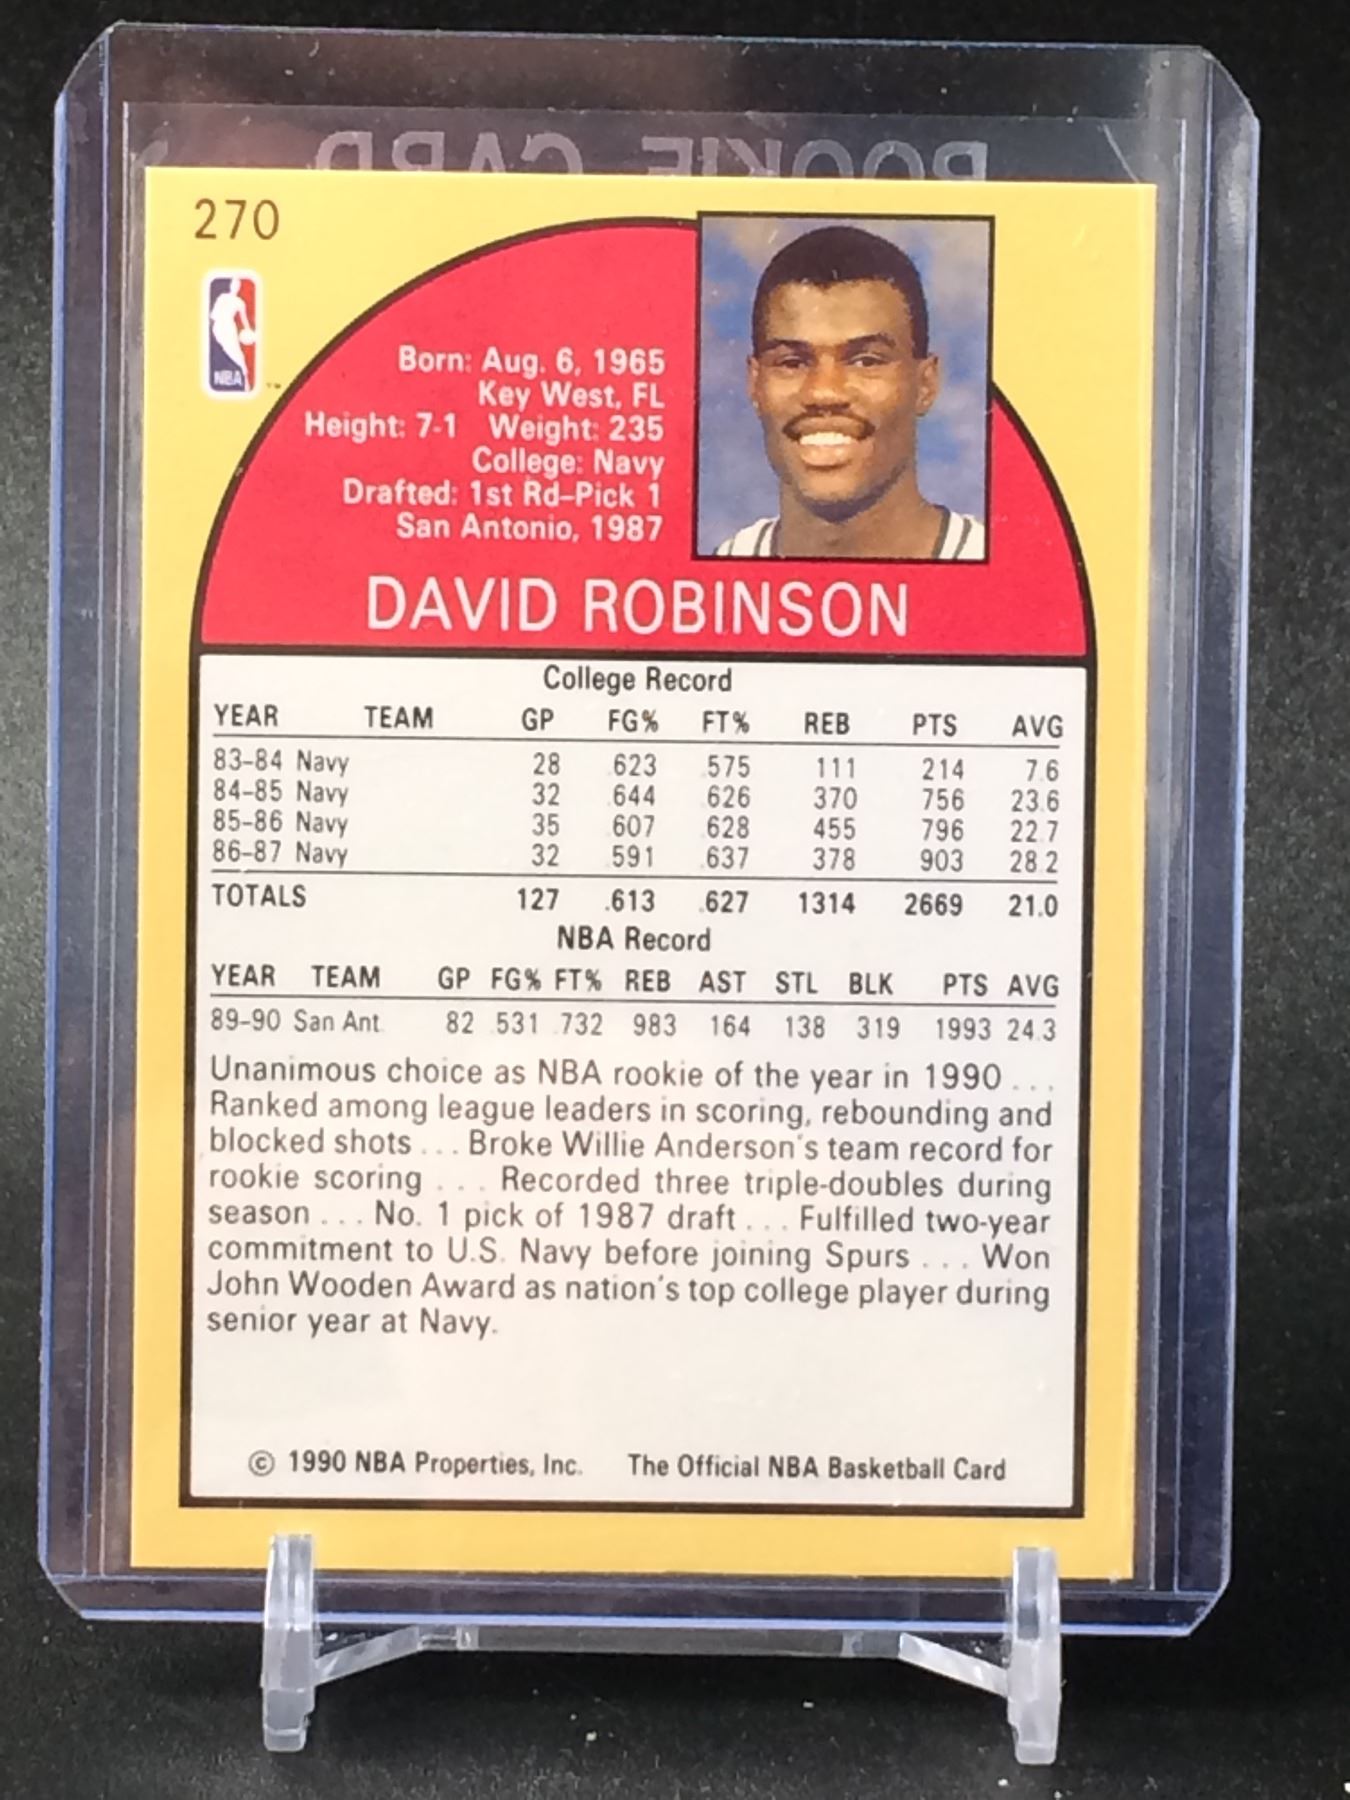 ROOKIE CARD
270
NBA
Born: Aug. 6, 1965
Key West, FL
Height: 7-1 Weight: 235
College: Navy
Drafted: 1st Rd-Pick 1
San Antonio, 1987
DAVID ROBINSON
College Record
YEAR TEAM GP FG% FT% REB PTS AVG
83-84 Navy 28 .623 .575 111 214 7.6
84-85 Navy 32 .644 .626 370 756 23.6
85-86 Navy 35 .607 .628 455 796 22.7
86-87 Navy 32 .591 .637 378 903 28.2
TOTALS 127 .613 .627 1314 2669 21.0
NBA Record
YEAR TEAM GP FG% FT% REB AST STL BLK PTS AVG
89-90 San Ant. 82 .531 .732 983 164 138 319 1993 24.3
Unanimous choice as NBA rookie of the year in 1990 . . .
Ranked among league leaders in scoring, rebounding and
blocked shots . . . Broke Willie Anderson's team record for
rookie scoring . . . Recorded three triple-doubles during
season . . . No. 1 pick of 1987 draft . . . Fulfilled two-year
commitment to U.S. Navy before joining Spurs . . . Won
John Wooden Award as nation's top college player during
senior year at Navy.
© 1990 NBA Properties, Inc. The Official NBA Basketball Card